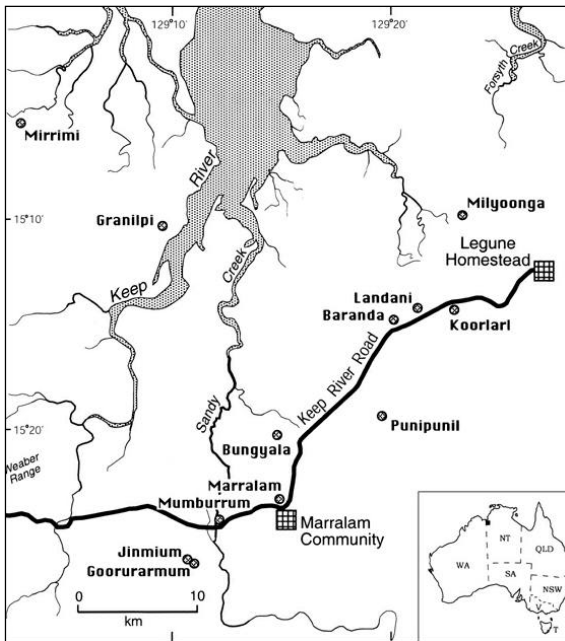 129°10'
129°20'
Forsyth Creek
Mirrimi
River
15°10'
Granilpi
Milyoonga
Legune
Homestead
Creek
Keep
Landani
Baranda
Koorlarl
Keep River Road
15°20'
Sandy
Punipunil
Bungyala
Weaber
Range
Marralam
Mumburrum
Marralam
Community
Jinmium
Goorurarmum
0
10
km
NT
QLD
WA
SA
NSW
V
T